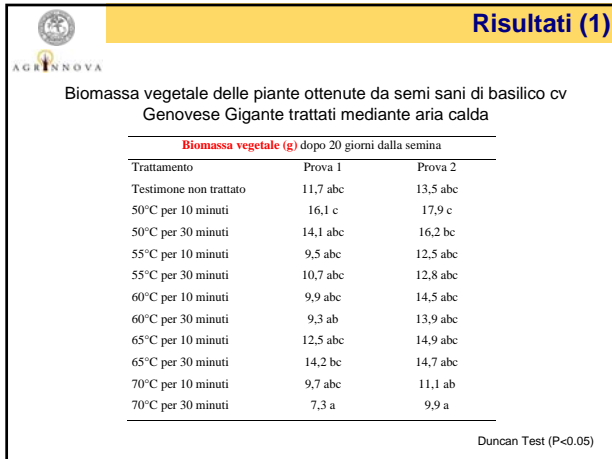 Risultati (1)
AGRINNOVA
Biomassa vegetale delle piante ottenute da semi sani di basilico cv
Genovese Gigante trattati mediante aria calda
Biomassa vegetale (g) dopo 20 giorni dalla semina
Trattamento Prova 1 Prova 2
Testimone non trattato 11,7 abc 13,5 abc
50°C per 10 minuti 16,1 c 17,9 c
50°C per 30 minuti 14,1 abc 16,2 bc
55°C per 10 minuti 9,5 abc 12,5 abc
55°C per 30 minuti 10,7 abc 12,8 abc
60°C per 10 minuti 9,9 abc 14,5 abc
60°C per 30 minuti 9,3 ab 13,9 abc
65°C per 10 minuti 12,5 abc 14,9 abc
65°C per 30 minuti 14,2 bc 14,7 abc
70°C per 10 minuti 9,7 abc 11,1 ab
70°C per 30 minuti 7,3 a 9,9 a
Duncan Test (P<0.05)